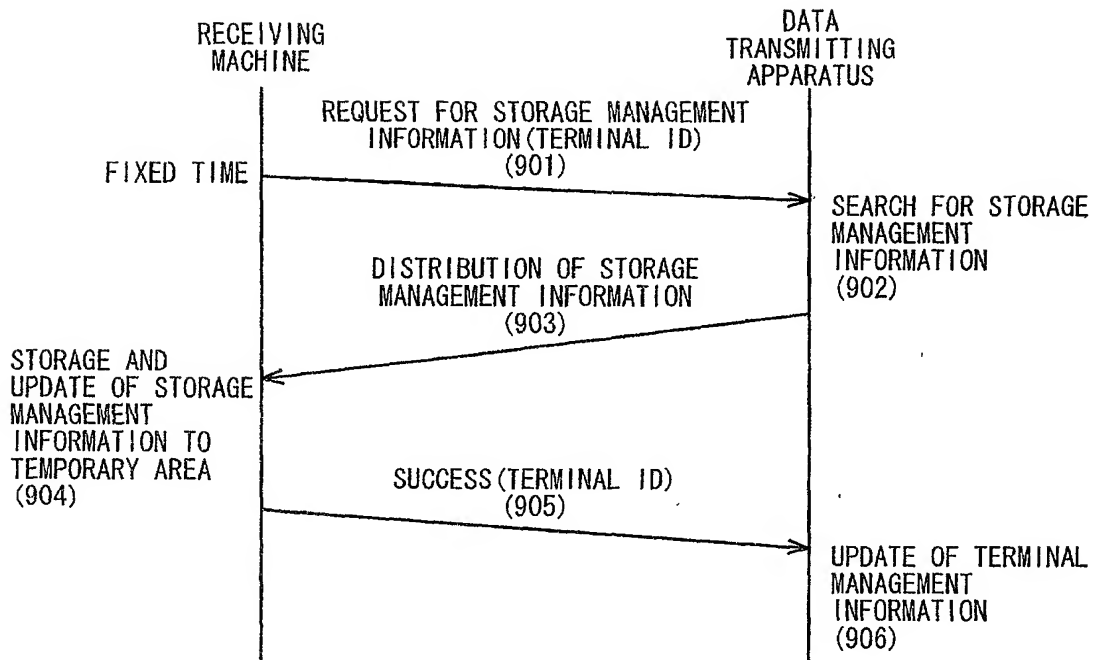 RECEIVING
MACHINE
DATA
TRANSMITTING
APPARATUS
REQUEST FOR STORAGE MANAGEMENT
INFORMATION(TERMINAL ID)
(901)
FIXED TIME
SEARCH FOR STORAGE
MANAGEMENT
INFORMATION
(902)
DISTRIBUTION OF STORAGE
MANAGEMENT INFORMATION
(903)
STORAGE AND
UPDATE OF STORAGE
MANAGEMENT
INFORMATION TO
TEMPORARY AREA
(904)
SUCCESS(TERMINAL ID)
(905)
UPDATE OF TERMINAL
MANAGEMENT
INFORMATION
(906)